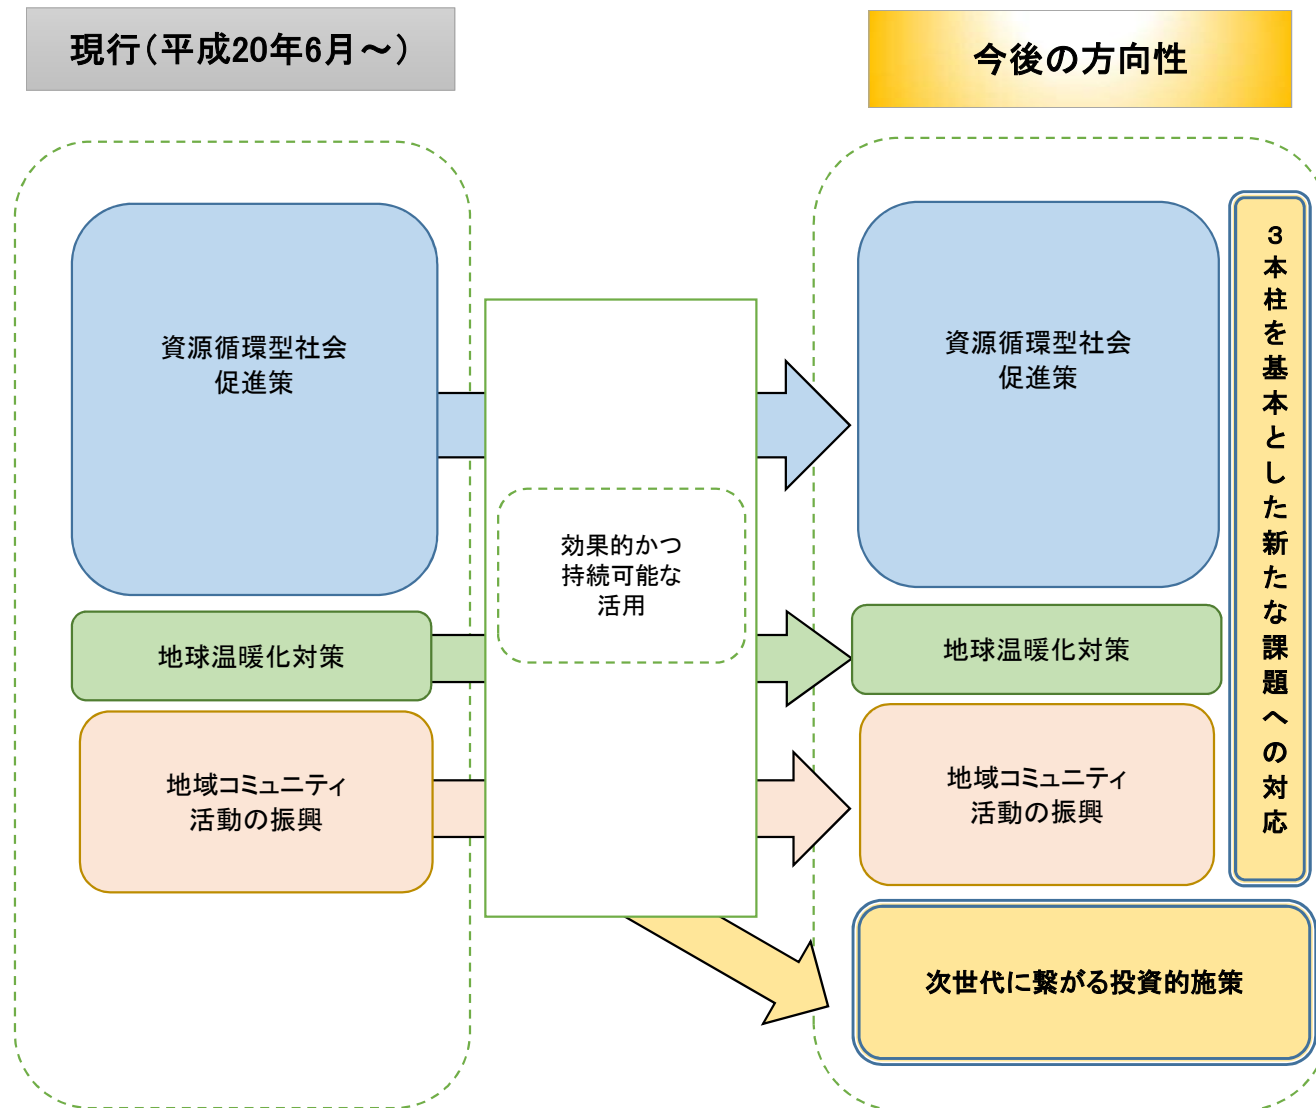 現行（平成20年6月～）
今後の方向性
資源循環型社会
促進策
地球温暖化対策
地域コミュニティ
活動の振興
効果的かつ
持続可能な
活用
資源循環型社会
促進策
地球温暖化対策
地域コミュニティ
活動の振興
３本柱を基本とした新たな課題への対応
次世代に繋がる投資的施策